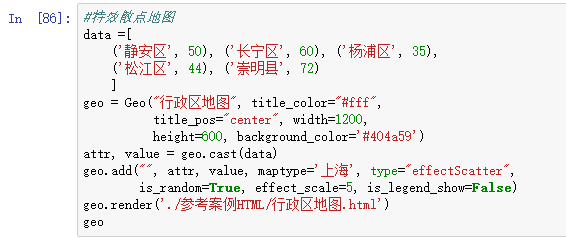 In [86]: #特效散点地图
data =[
('静安区', 50), ('长宁区', 60), ('杨浦区', 35),
('松江区', 44), ('崇明县', 72)
]
geo = Geo("行政区地图", title_color="#fff",
title_pos="center", width=1200,
height=600, background_color='#404a59')
attr, value = geo.cast(data)
geo.add("", attr, value, maptype='上海', type="effectScatter",
is_random=True, effect_scale=5, is_legend_show=False)
geo.render('./参考案例HTML/行政区地图.html')
geo